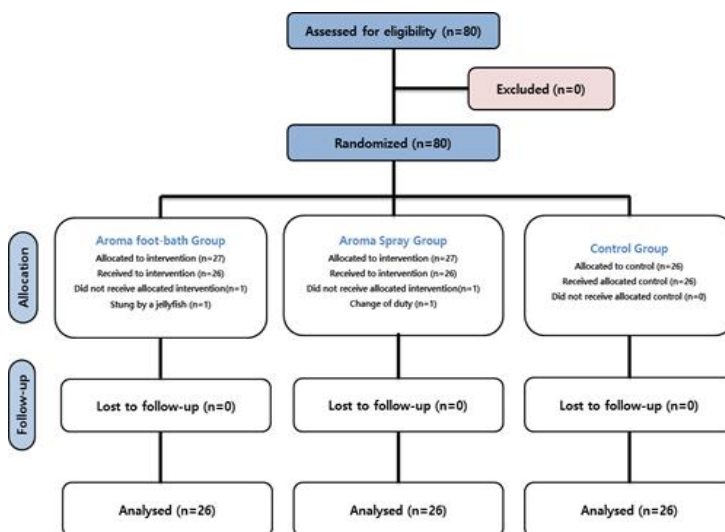 Assessed for eligibility (n=80)
Excluded (n=0)
Randomized (n=80)
Allocation
Aroma foot-bath Group
Allocated to intervention (n=27)
Received to intervention (n=26)
Did not receive allocated intervention(n=1)
Stung by a jellyfish (n=1)
Aroma Spray Group
Allocated to intervention (n=27)
Received to intervention (n=26)
Did not receive allocated intervention(n=1)
Change of duty (n=1)
Control Group
Allocated to control (n=26)
Received allocated control (n=26)
Did not receive allocated control (n=0)
Follow-up
Lost to follow-up (n=0)
Lost to follow-up (n=0)
Lost to follow-up (n=0)
Analysed (n=26)
Analysed (n=26)
Analysed (n=26)